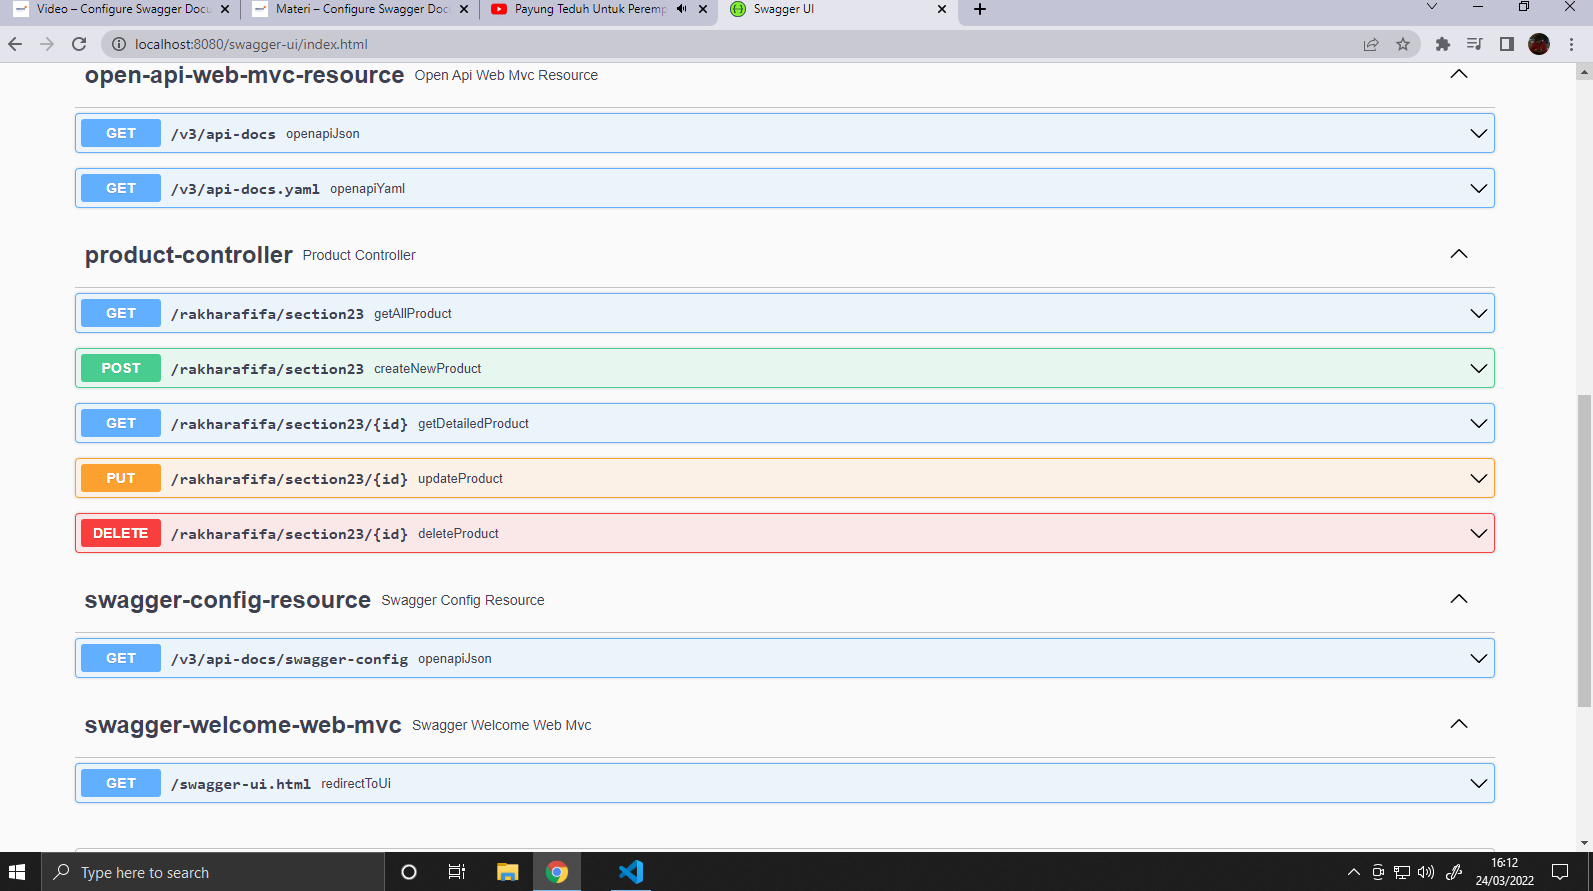 Video – Configure Swagger Docu
Materi – Configure Swagger Doc
Payung Teduh Untuk Peremp
Swagger UI
localhost:8080/swagger-ui/index.html
open-api-web-mvc-resource Open Api Web Mvc Resource
GET /v3/api-docs openapiJson
GET /v3/api-docs.yaml openapiYaml
product-controller Product Controller
GET /rakharafifa/section23 getAllProduct
POST /rakharafifa/section23 createNewProduct
GET /rakharafifa/section23/{id} getDetailedProduct
PUT /rakharafifa/section23/{id} updateProduct
DELETE /rakharafifa/section23/{id} deleteProduct
swagger-config-resource Swagger Config Resource
GET /v3/api-docs/swagger-config openapiJson
swagger-welcome-web-mvc Swagger Welcome Web Mvc
GET /swagger-ui.html redirectToUi
Type here to search
16:12
24/03/2022